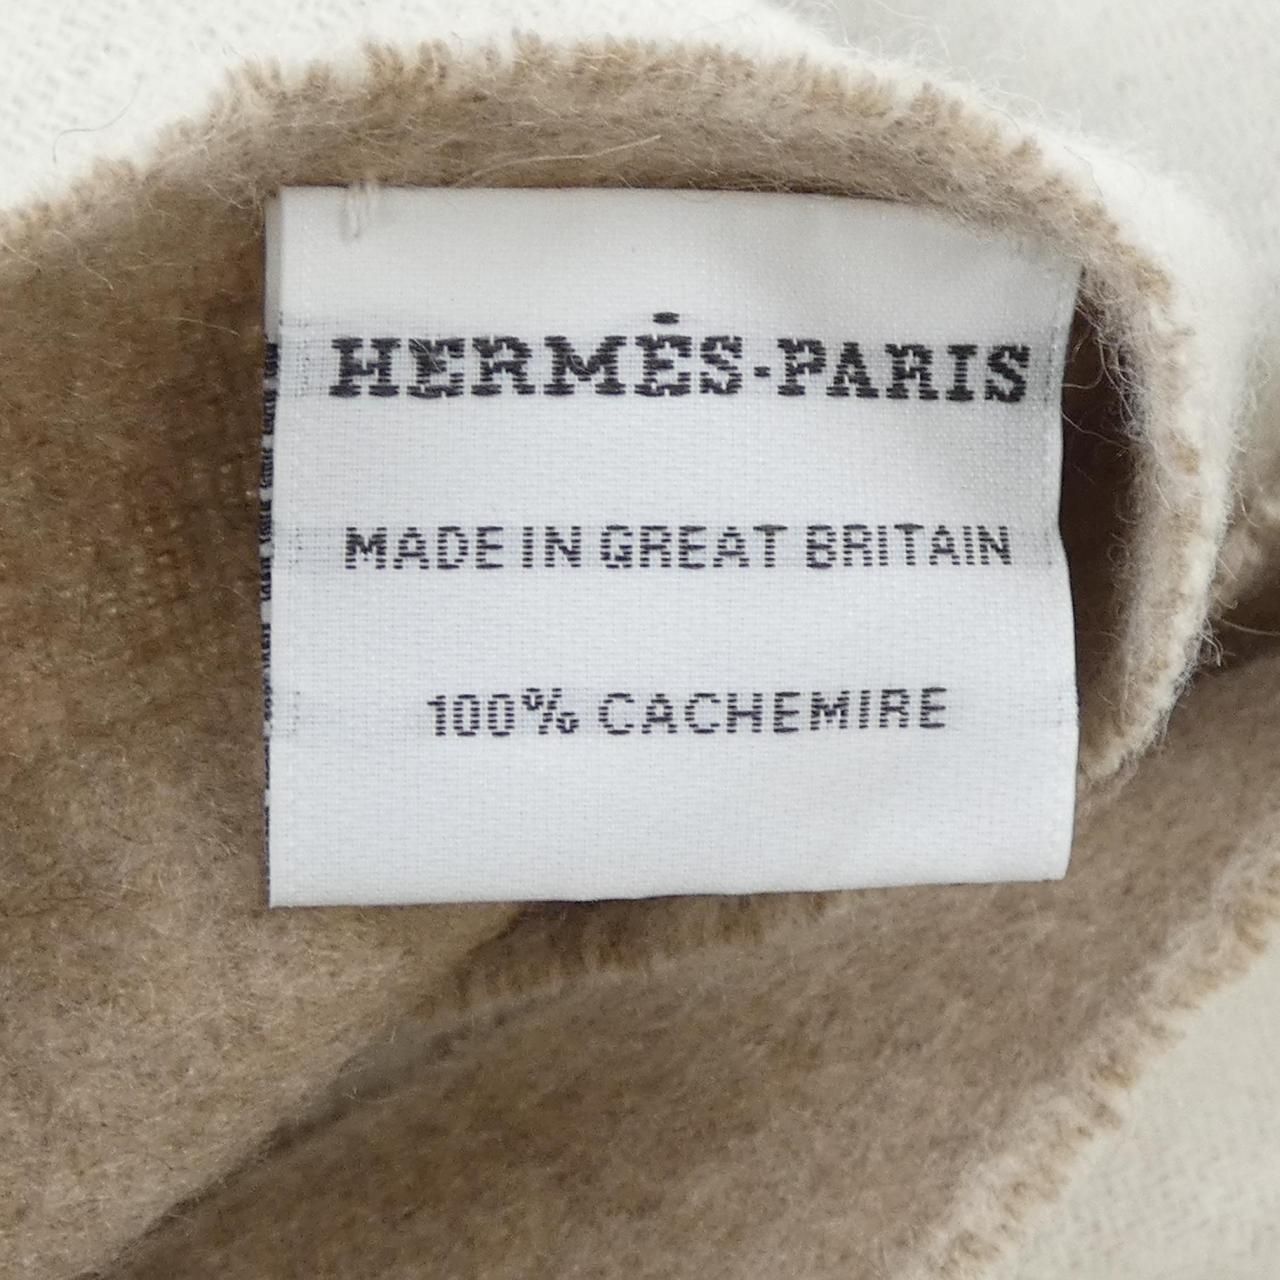 HERMÈS-PARIS
MADE IN GREAT BRITAIN
100% CACHEMIRE